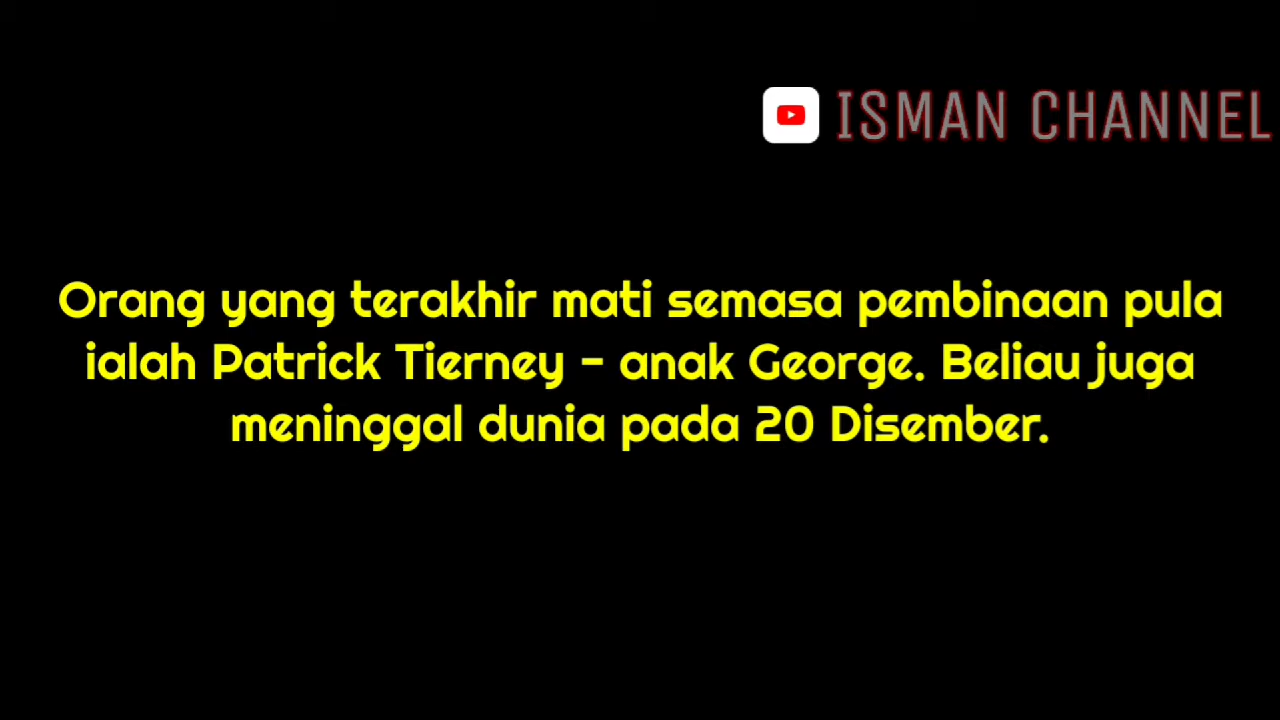 ISMAN CHANNEL
Orang yang terakhir mati semasa pembinaan pula
ialah Patrick Tierney - anak George. Beliau juga
meninggal dunia pada 20 Disember.